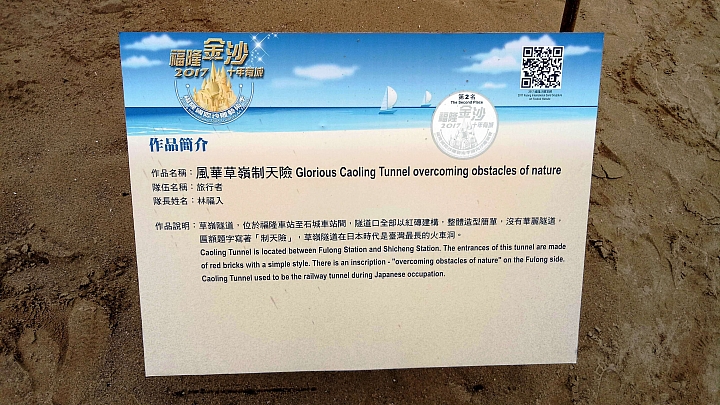 福隆金沙
2017 十年有城
第2名
The Second Place
福隆金沙
作品簡介
作品名稱：風華草嶺制天險 Glorious Caoling Tunnel overcoming obstacles of nature
隊伍名稱：旅行者
隊長姓名：林福入
作品說明：草嶺隧道，位於福隆車站至石城車站間，隧道口全部以紅磚建構，整體造型簡單，沒有華麗隧道，
匾額題字寫著「制天險」，草嶺隧道在日本時代是臺灣最長的火車洞。
Caoling Tunnel is located between Fulong Station and Shicheng Station. The entrances of this tunnel are made
of red bricks with a simple style. There is an inscription - "overcoming obstacles of nature" on the Fulong side.
Caoling Tunnel used to be the railway tunnel during Japanese occupation.